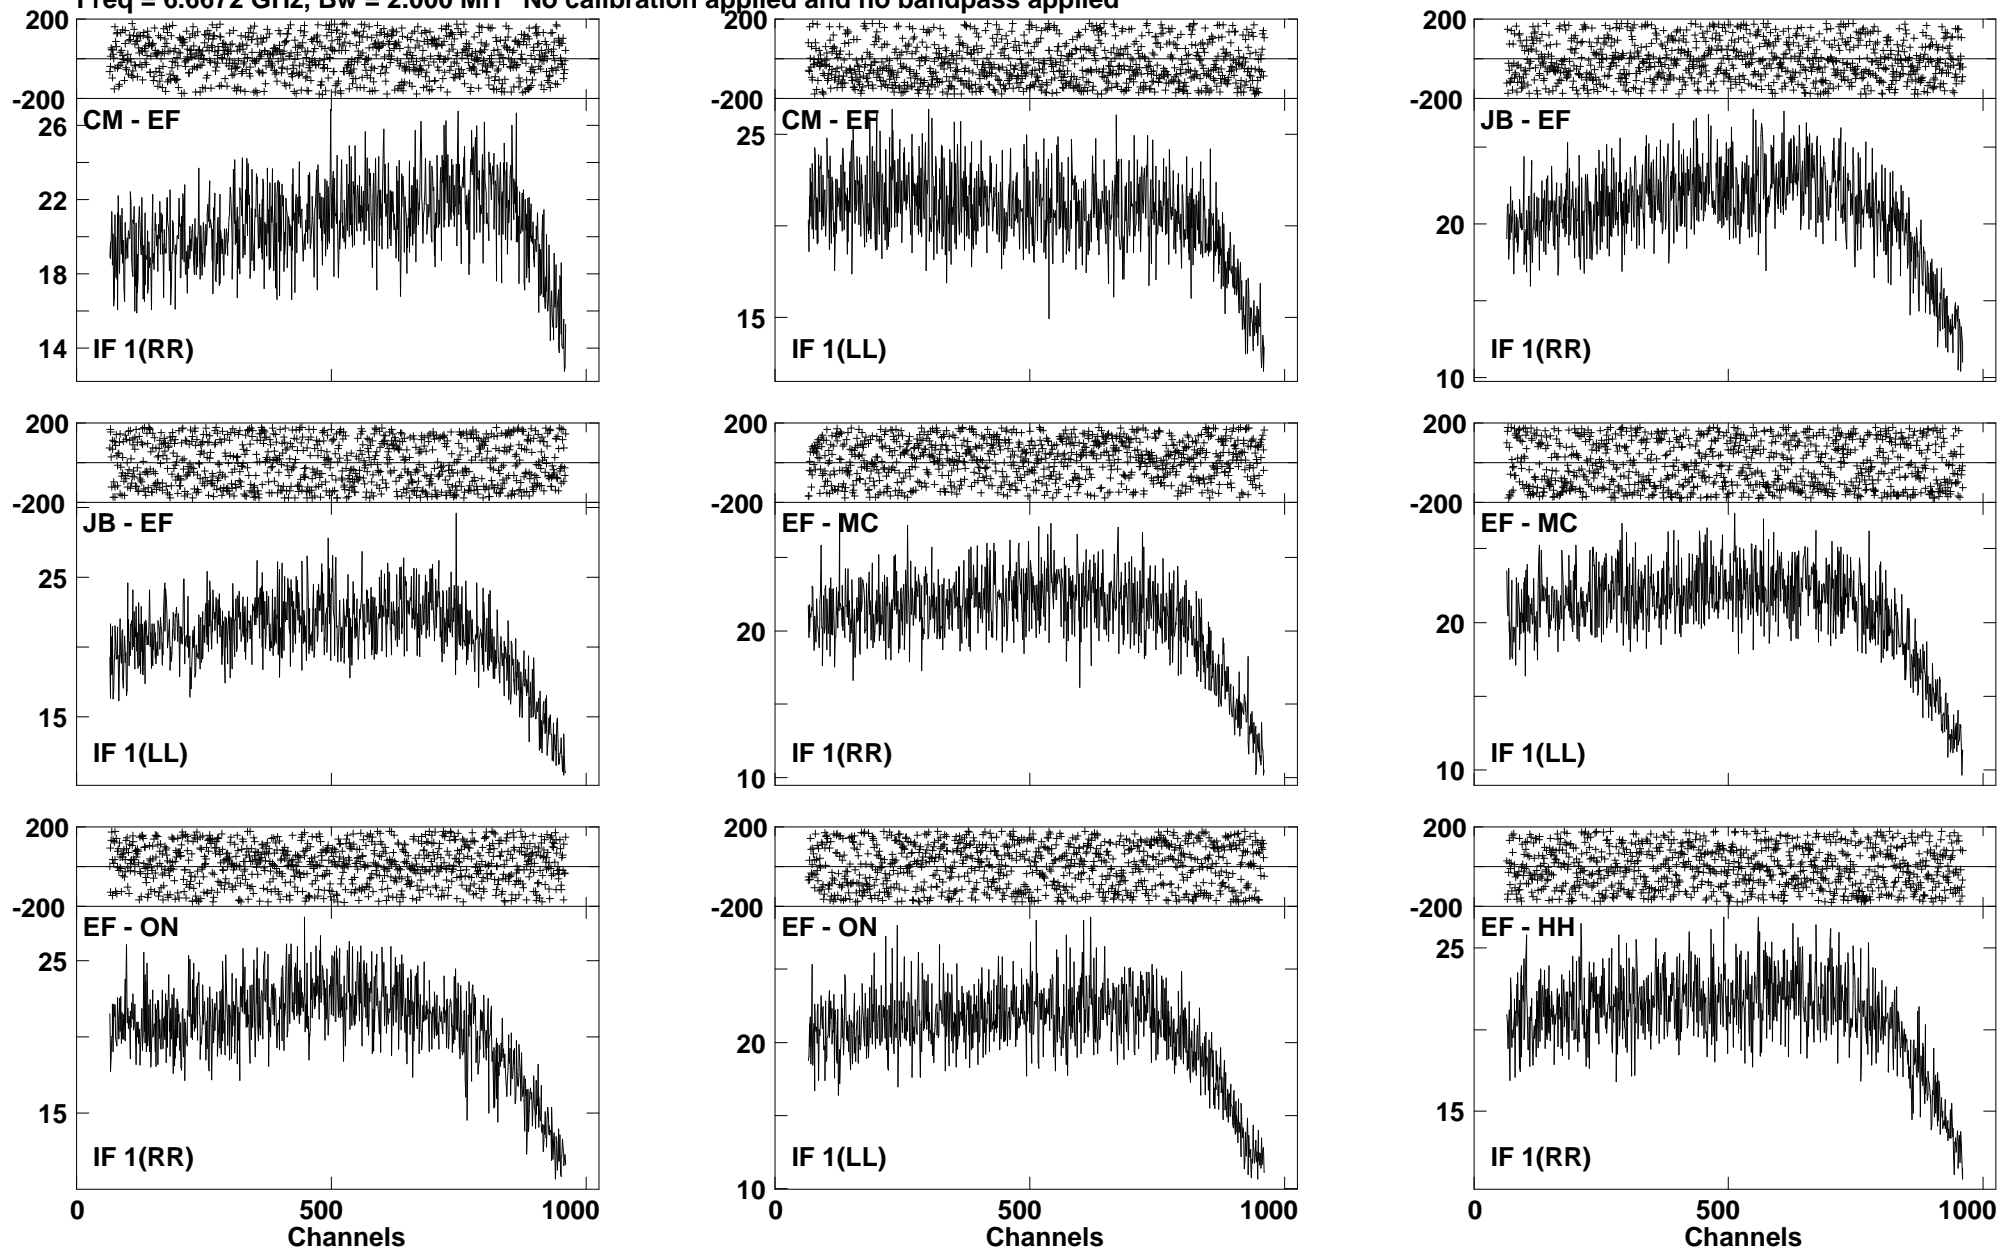 Freq = 6.6672 GHz, Bw = 2.000 MH No calibration applied and no bandpass applied
200
-200
CM - EF
26
22
18
14
IF 1(RR)
200
-200
CM - EF
25
15
IF 1(LL)
200
-200
JB - EF
20
10
IF 1(RR)
200
-200
JB - EF
25
15
IF 1(LL)
200
-200
EF - MC
20
10
IF 1(RR)
200
-200
EF - MC
20
10
IF 1(LL)
200
-200
EF - ON
25
15
IF 1(RR)
0 500 1000
Channels
200
-200
EF - ON
20
10
IF 1(LL)
0 500 1000
Channels
200
-200
EF - HH
25
15
IF 1(RR)
0 500 1000
Channels